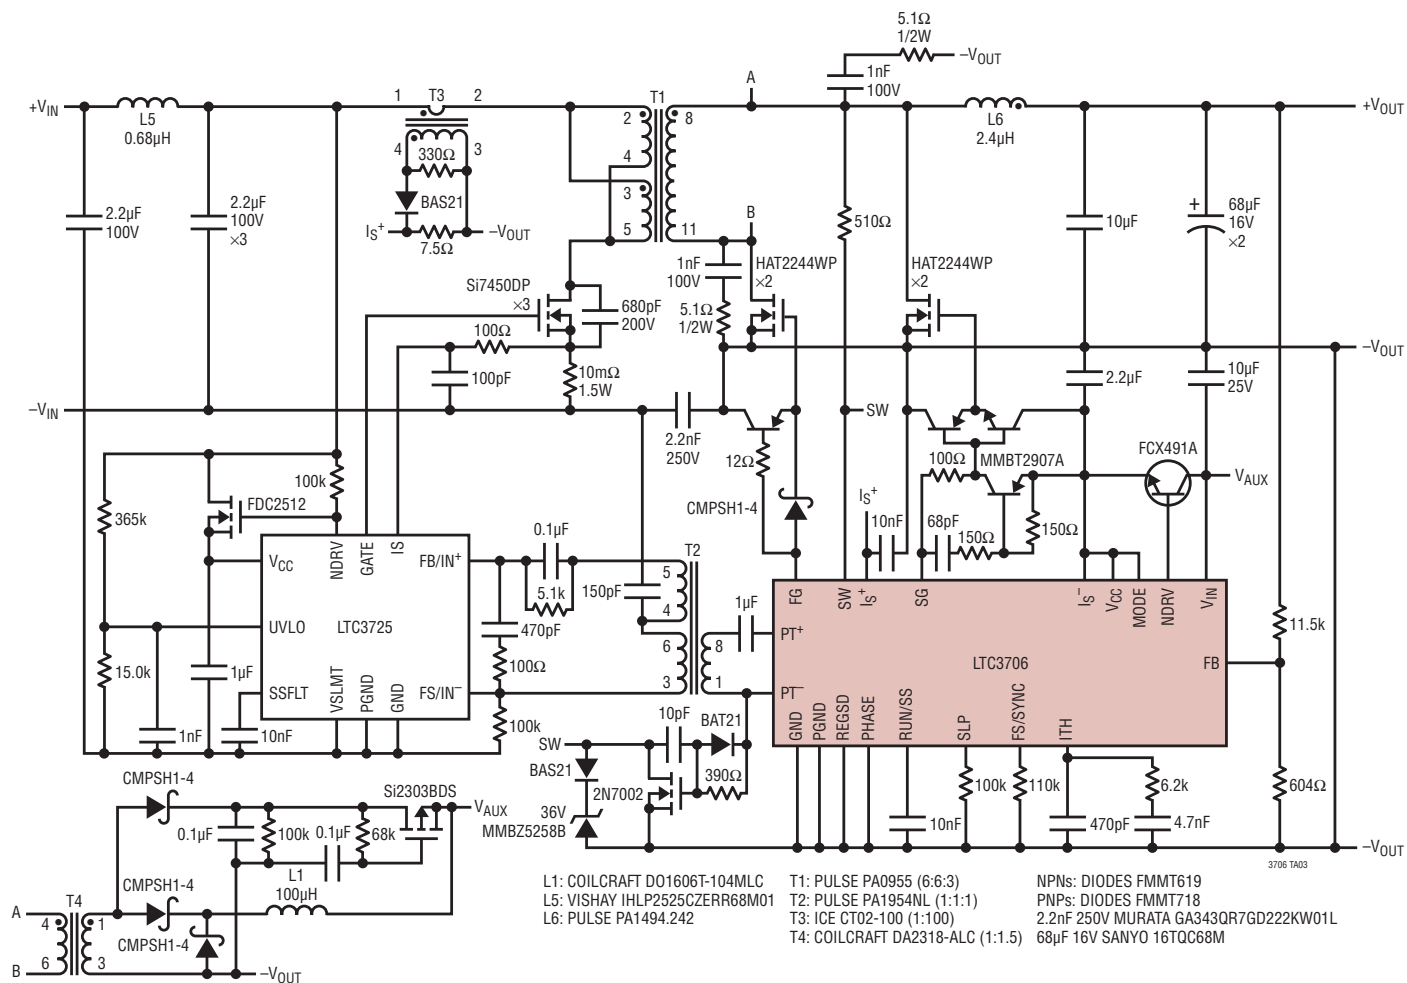 5.1Ω
1/2W
–VOUT
1nF
100V
A
+VIN
L5
0.68µH
1
T3
2
4
3
330Ω
BAS21
IS+
7.5Ω
–VOUT
T1
2
4
3
5
8
11
L6
2.4µH
+VOUT
2.2µF
100V
2.2µF
100V
×3
B
510Ω
10µF
+
68µF
16V
×2
1nF
100V
HAT2244WP
×2
HAT2244WP
×2
Si7450DP
×3
680pF
200V
5.1Ω
1/2W
100Ω
100pF
10mΩ
1.5W
–VOUT
2.2µF
10µF
25V
–VIN
2.2nF
250V
12Ω
SW
100Ω
MMBT2907A
FCX491A
VAUX
100k
FDC2512
365k
CMPSH1-4
IS+
10nF
68pF
150Ω
150Ω
0.1µF
5.1k
150pF
T2
5
4
6
3
8
1
1µF
VCC
NDRV
GATE
IS
FB/IN+
UVLO
LTC3725
SSFLT
VSLMT
PGND
GND
FS/IN–
470pF
100Ω
100k
15.0k
1µF
1nF
10nF
FG
SW
IS+
SG
IS–
VCC
MODE
NDRV
VIN
PT+
LTC3706
FB
PT–
GND
PGND
REGSD
PHASE
RUN/SS
SLP
FS/SYNC
ITH
11.5k
10pF
BAT21
SW
BAS21
390Ω
2N7002
36V
MMBZ5258B
10nF
100k
110k
470pF
6.2k
4.7nF
604Ω
–VOUT
3706 TA03
CMPSH1-4
Si2303BDS
VAUX
0.1µF
100k
0.1µF
68k
L1
100µH
CMPSH1-4
CMPSH1-4
T4
A
4
1
B
6
3
–VOUT
L1: COILCRAFT DO1606T-104MLC
L5: VISHAY IHLP2525CZERR68M01
L6: PULSE PA1494.242
T1: PULSE PA0955 (6:6:3)
T2: PULSE PA1954NL (1:1:1)
T3: ICE CT02-100 (1:100)
T4: COILCRAFT DA2318-ALC (1:1.5)
NPNs: DIODES FMMT619
PNPs: DIODES FMMT718
2.2nF 250V MURATA GA343QR7GD222KW01L
68µF 16V SANYO 16TQC68M